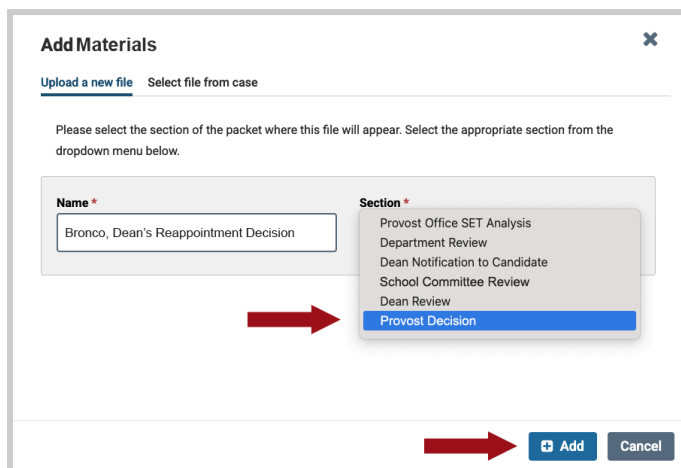 Add Materials
Upload a new file Select file from case
Please select the section of the packet where this file will appear. Select the appropriate section from the
dropdown menu below.
Name *
Bronco, Dean's Reappointment Decision
Section *
Provost Office SET Analysis
Department Review
Dean Notification to Candidate
School Committee Review
Dean Review
Provost Decision
Add Cancel